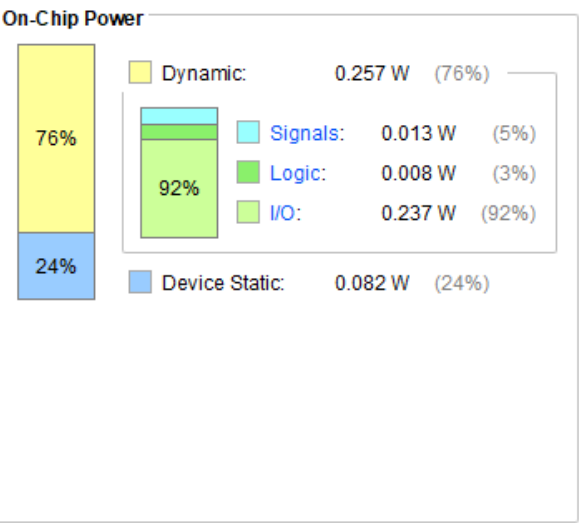 On-Chip Power
Dynamic: 0.257 W (76%)
76%
Signals: 0.013 W (5%)
Logic: 0.008 W (3%)
92%
I/O: 0.237 W (92%)
24%
Device Static: 0.082 W (24%)